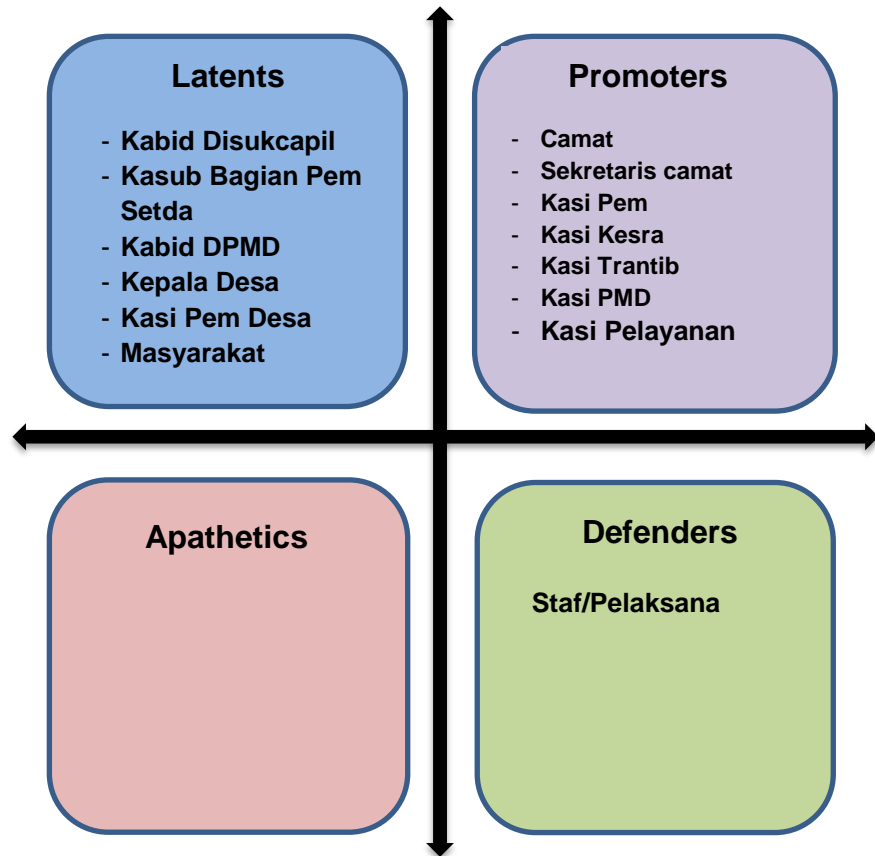 Latents
- Kabid Disukcapil
- Kasub Bagian Pem
Setda
- Kabid DPMD
- Kepala Desa
- Kasi Pem Desa
- Masyarakat
Promoters
- Camat
- Sekretaris camat
- Kasi Pem
- Kasi Kesra
- Kasi Trantib
- Kasi PMD
- Kasi Pelayanan
Apathetics
Defenders
Staf/Pelaksana